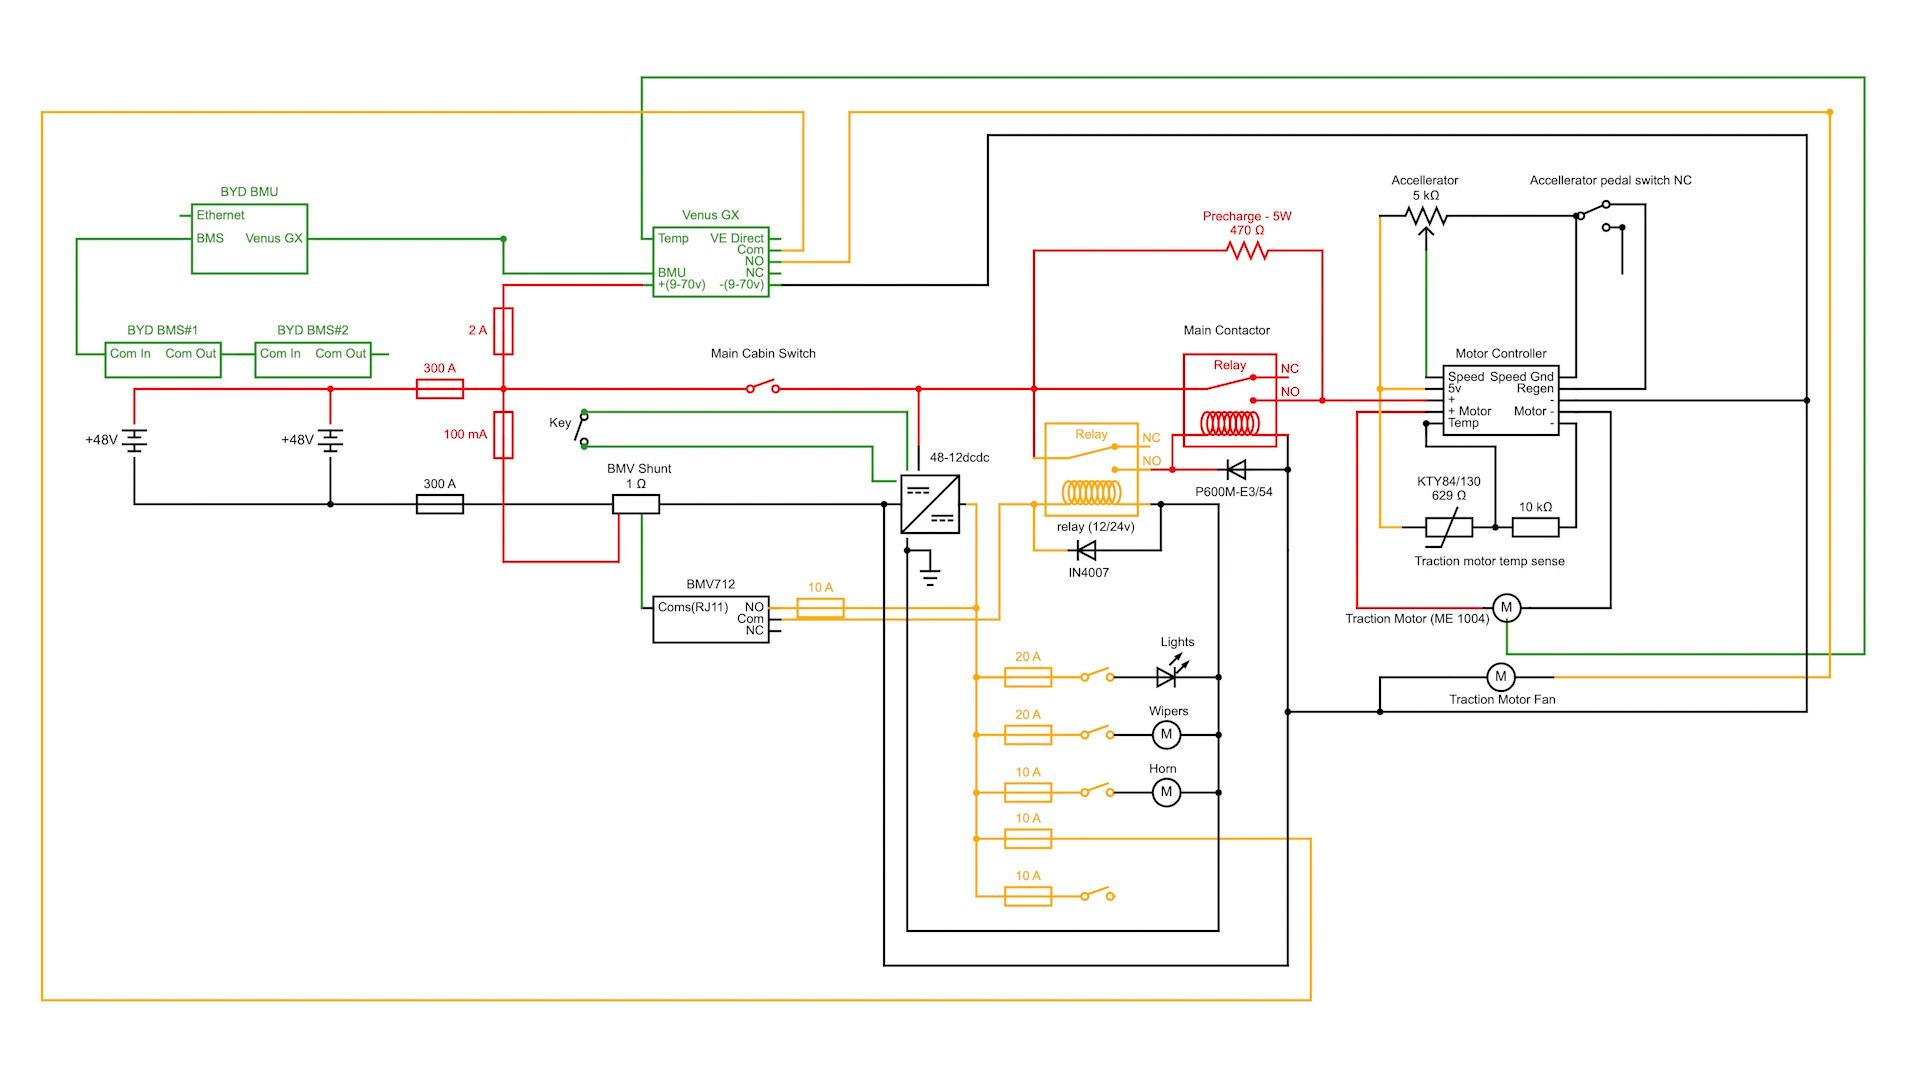 BYD BMU
Ethernet
BMS
Venus GX
BYD BMS#1
Com In
Com Out
BYD BMS#2
Com In
Com Out
+48V
+48V
300 A
300 A
2 A
100 mA
Venus GX
Temp
VE Direct
Com
NO
NC
BMU
+(9-70v)
-(9-70v)
Main Cabin Switch
Key
BMV Shunt
1 Ω
48-12dcdc
BMV712
Coms(RJ11)
NO
Com
NC
10 A
Precharge - 5W
470 Ω
Main Contactor
Relay
NC
NO
Relay
NC
NO
P600M-E3/54
relay (12/24v)
IN4007
20 A
Lights
20 A
Wipers
10 A
Horn
10 A
10 A
Accellerator
5 kΩ
Accellerator pedal switch NC
Motor Controller
Speed
Speed Gnd
5v
Regen
+
-
+ Motor
Motor -
Temp
-
KTY84/130
629 Ω
10 kΩ
Traction motor temp sense
M
Traction Motor (ME 1004)
M
Traction Motor Fan
M
M